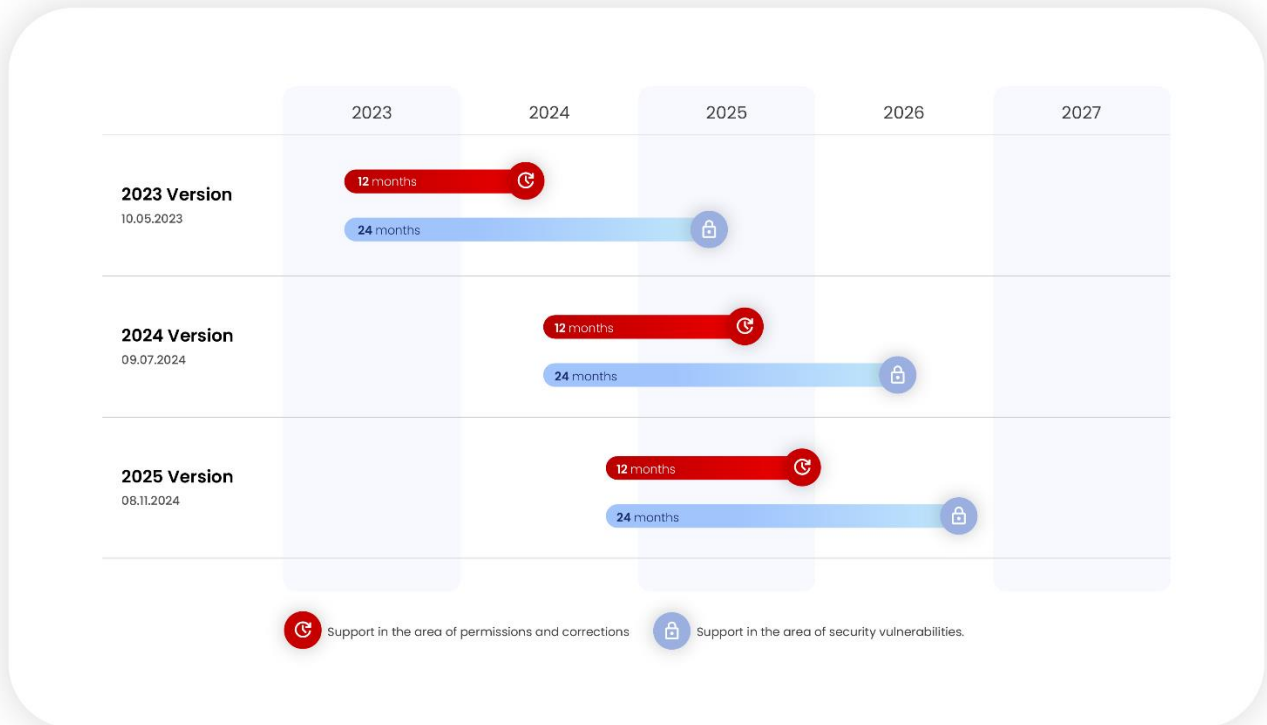 2023 2024 2025 2026 2027
2023 Version
10.05.2023
12 months
24 months
2024 Version
09.07.2024
12 months
24 months
2025 Version
08.11.2024
12 months
24 months
Support in the area of permissions and corrections
Support in the area of security vulnerabilities.